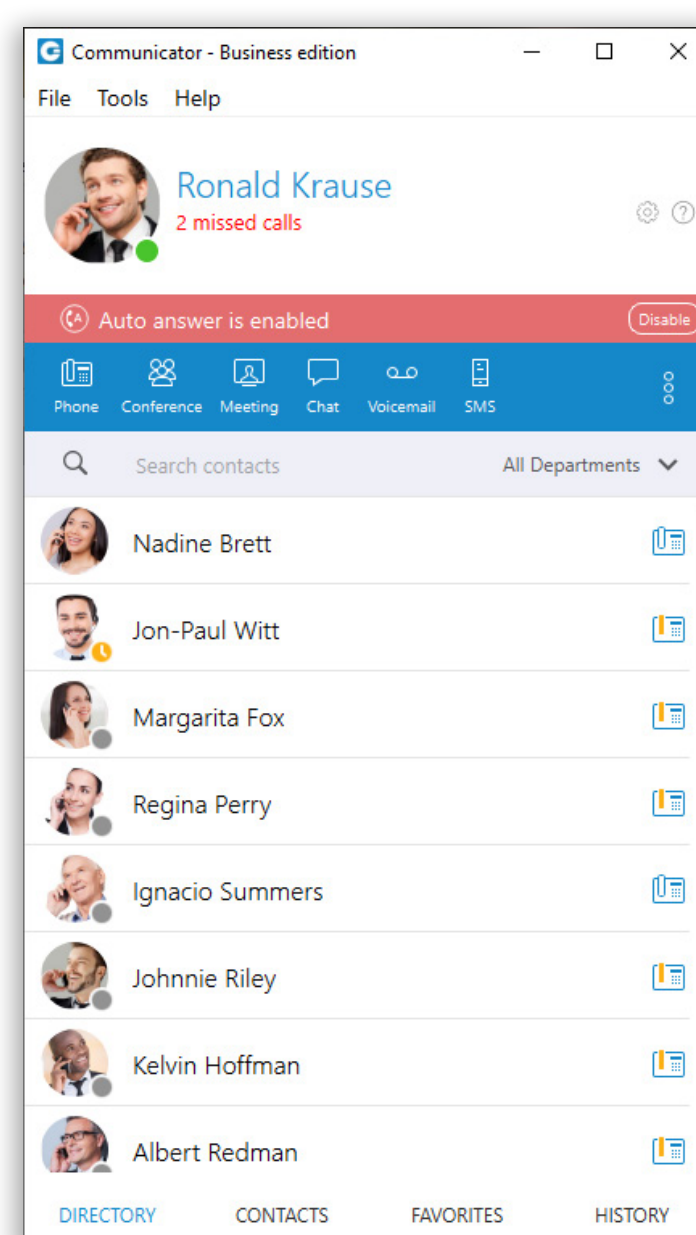 Communicator - Business edition
File Tools Help
Ronald Krause
2 missed calls
Auto answer is enabled Disable
Phone Conference Meeting Chat Voicemail SMS
Search contacts All Departments
Nadine Brett
Jon-Paul Witt
Margarita Fox
Regina Perry
Ignacio Summers
Johnnie Riley
Kelvin Hoffman
Albert Redman
DIRECTORY CONTACTS FAVORITES HISTORY